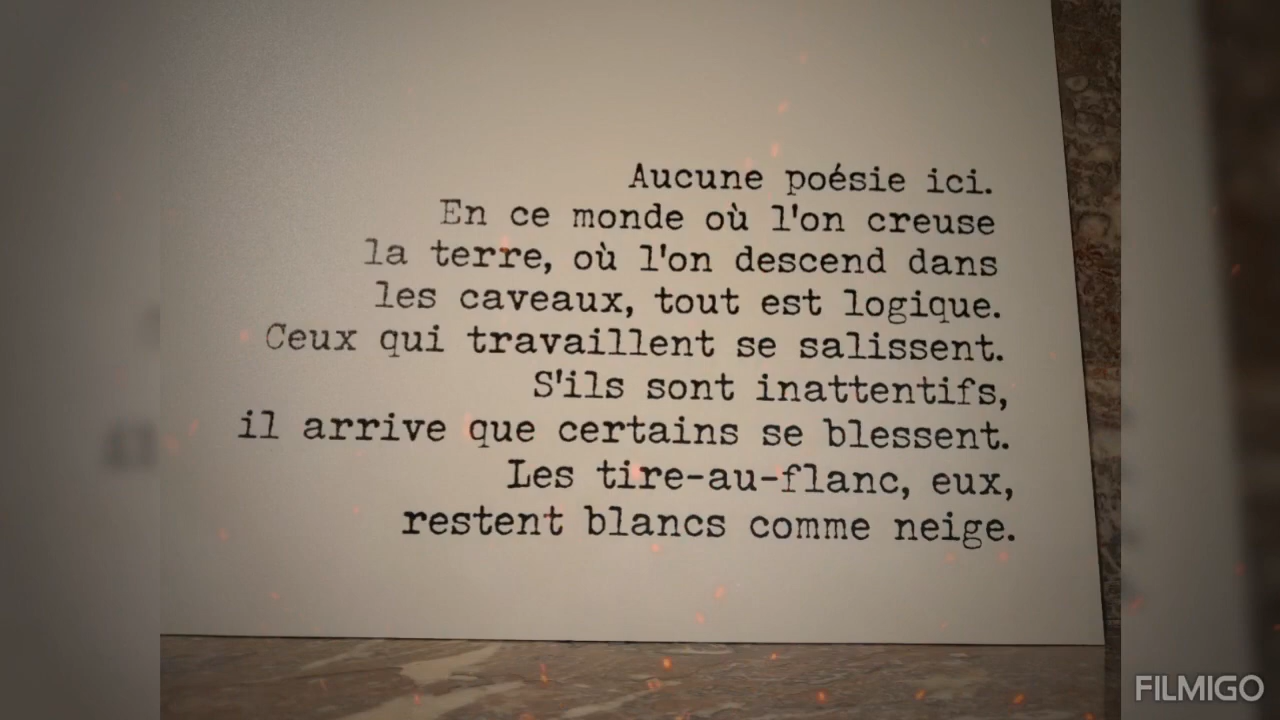 Aucune poésie ici.
En ce monde où l'on creuse
la terre, où l'on descend dans
les caveaux, tout est logique.
Ceux qui travaillent se salissent.
S'ils sont inattentifs,
il arrive que certains se blessent.
Les tire-au-flanc, eux,
restent blancs comme neige.
FILMIGO